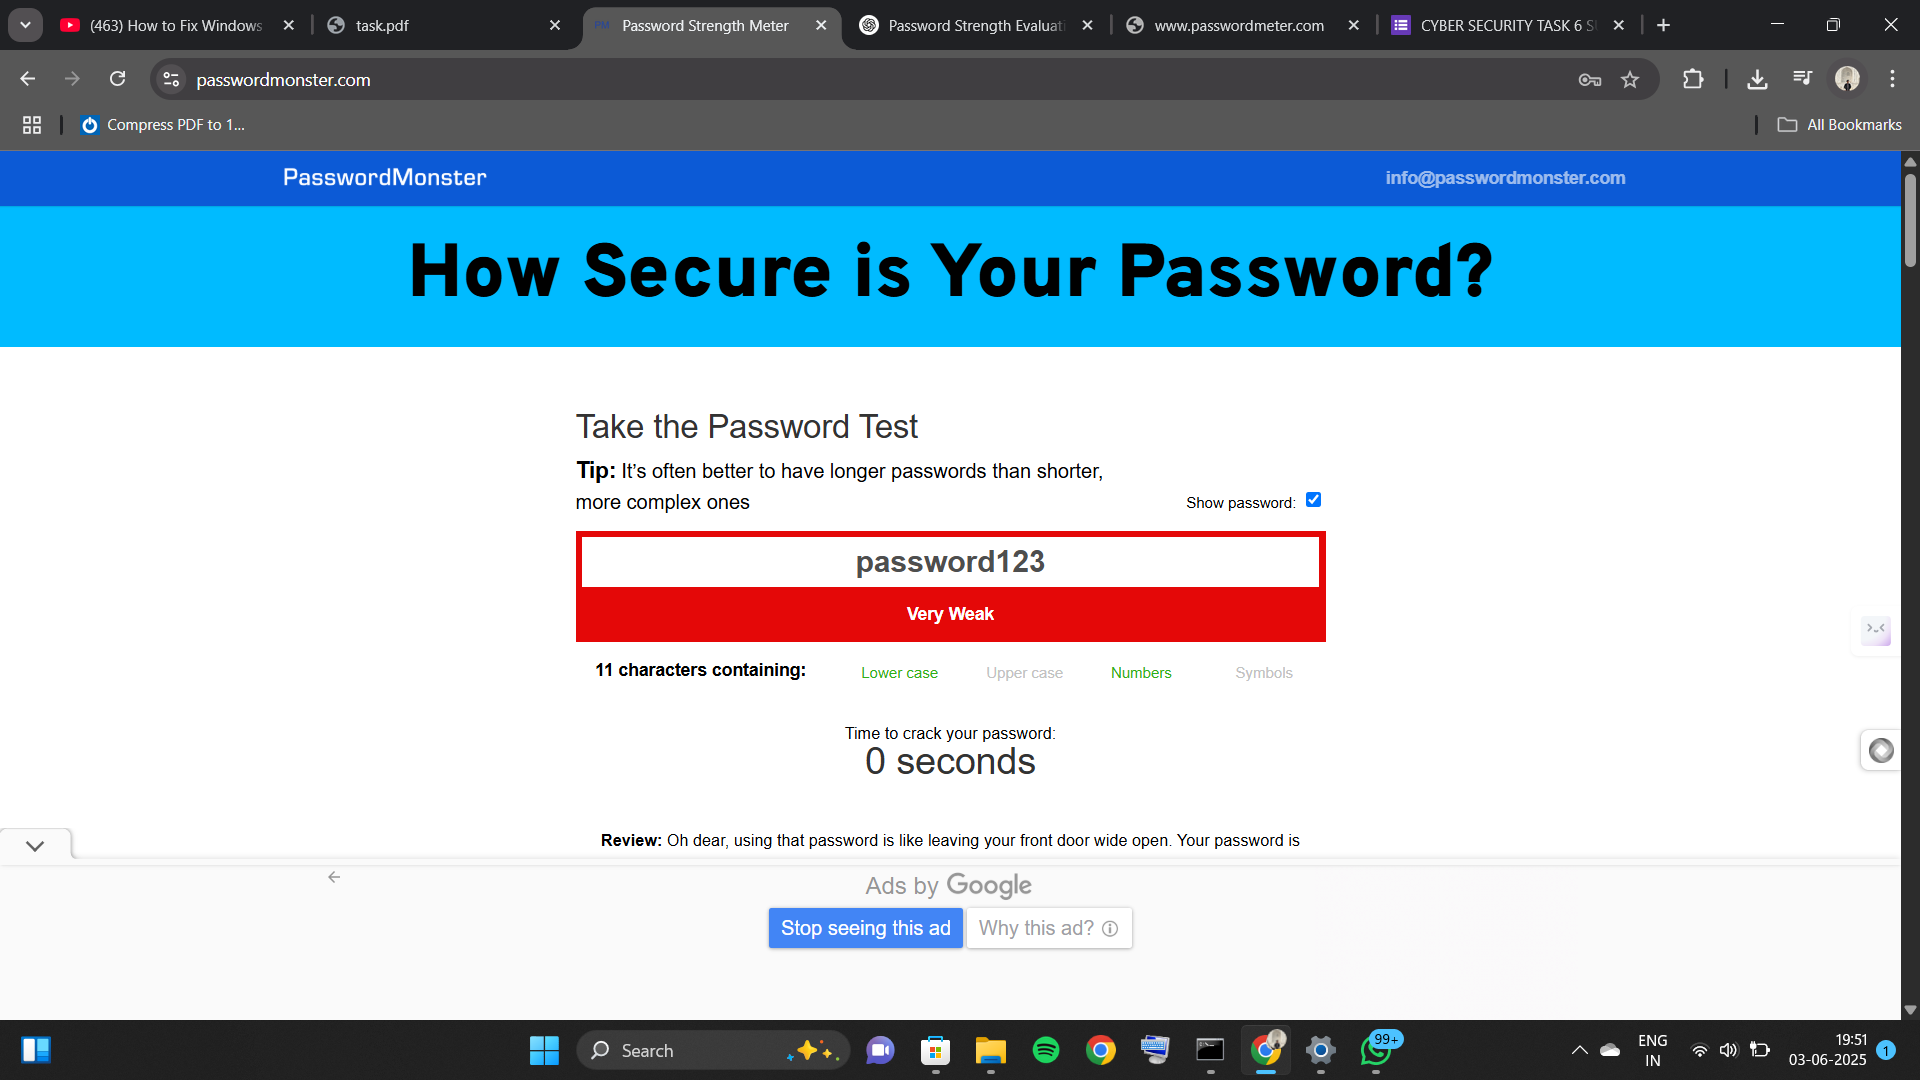 (463) How to Fix Windows
task.pdf
PM
Password Strength Meter
Password Strength Evaluati
www.passwordmeter.com
CYBER SECURITY TASK 6 S
passwordmonster.com
Compress PDF to 1...
All Bookmarks
PasswordMonster
info@passwordmonster.com
How Secure is Your Password?
Take the Password Test
Tip: It's often better to have longer passwords than shorter,
more complex ones
Show password:
password123
Very Weak
11 characters containing:
Lower case
Upper case
Numbers
Symbols
Time to crack your password:
0 seconds
Review: Oh dear, using that password is like leaving your front door wide open. Your password is
Ads by Google
Stop seeing this ad
Why this ad?
Search
99+
ENG
IN
19:51
03-06-2025
1